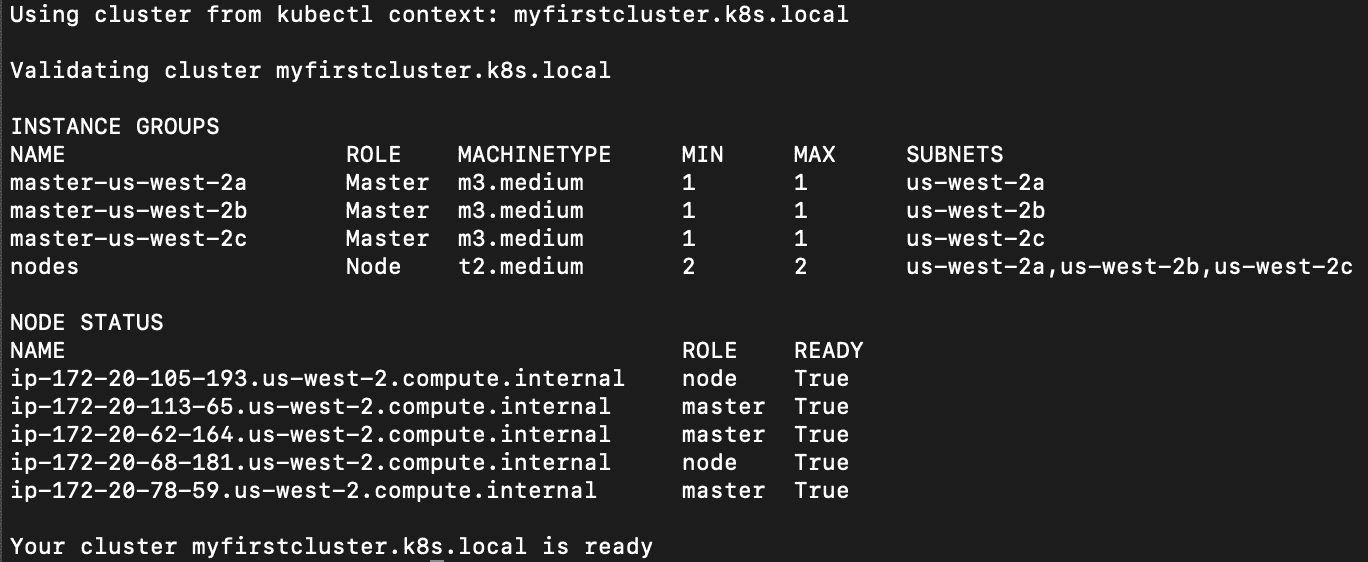 Using cluster from kubectl context: myfirstcluster.k8s.local
Validating cluster myfirstcluster.k8s.local
INSTANCE GROUPS
NAME ROLE MACHINETYPE MIN MAX SUBNETS
master-us-west-2a Master m3.medium 1 1 us-west-2a
master-us-west-2b Master m3.medium 1 1 us-west-2b
master-us-west-2c Master m3.medium 1 1 us-west-2c
nodes Node t2.medium 2 2 us-west-2a,us-west-2b,us-west-2c
NODE STATUS
NAME ROLE READY
ip-172-20-105-193.us-west-2.compute.internal node True
ip-172-20-113-65.us-west-2.compute.internal master True
ip-172-20-62-164.us-west-2.compute.internal master True
ip-172-20-68-181.us-west-2.compute.internal node True
ip-172-20-78-59.us-west-2.compute.internal master True
Your cluster myfirstcluster.k8s.local is ready